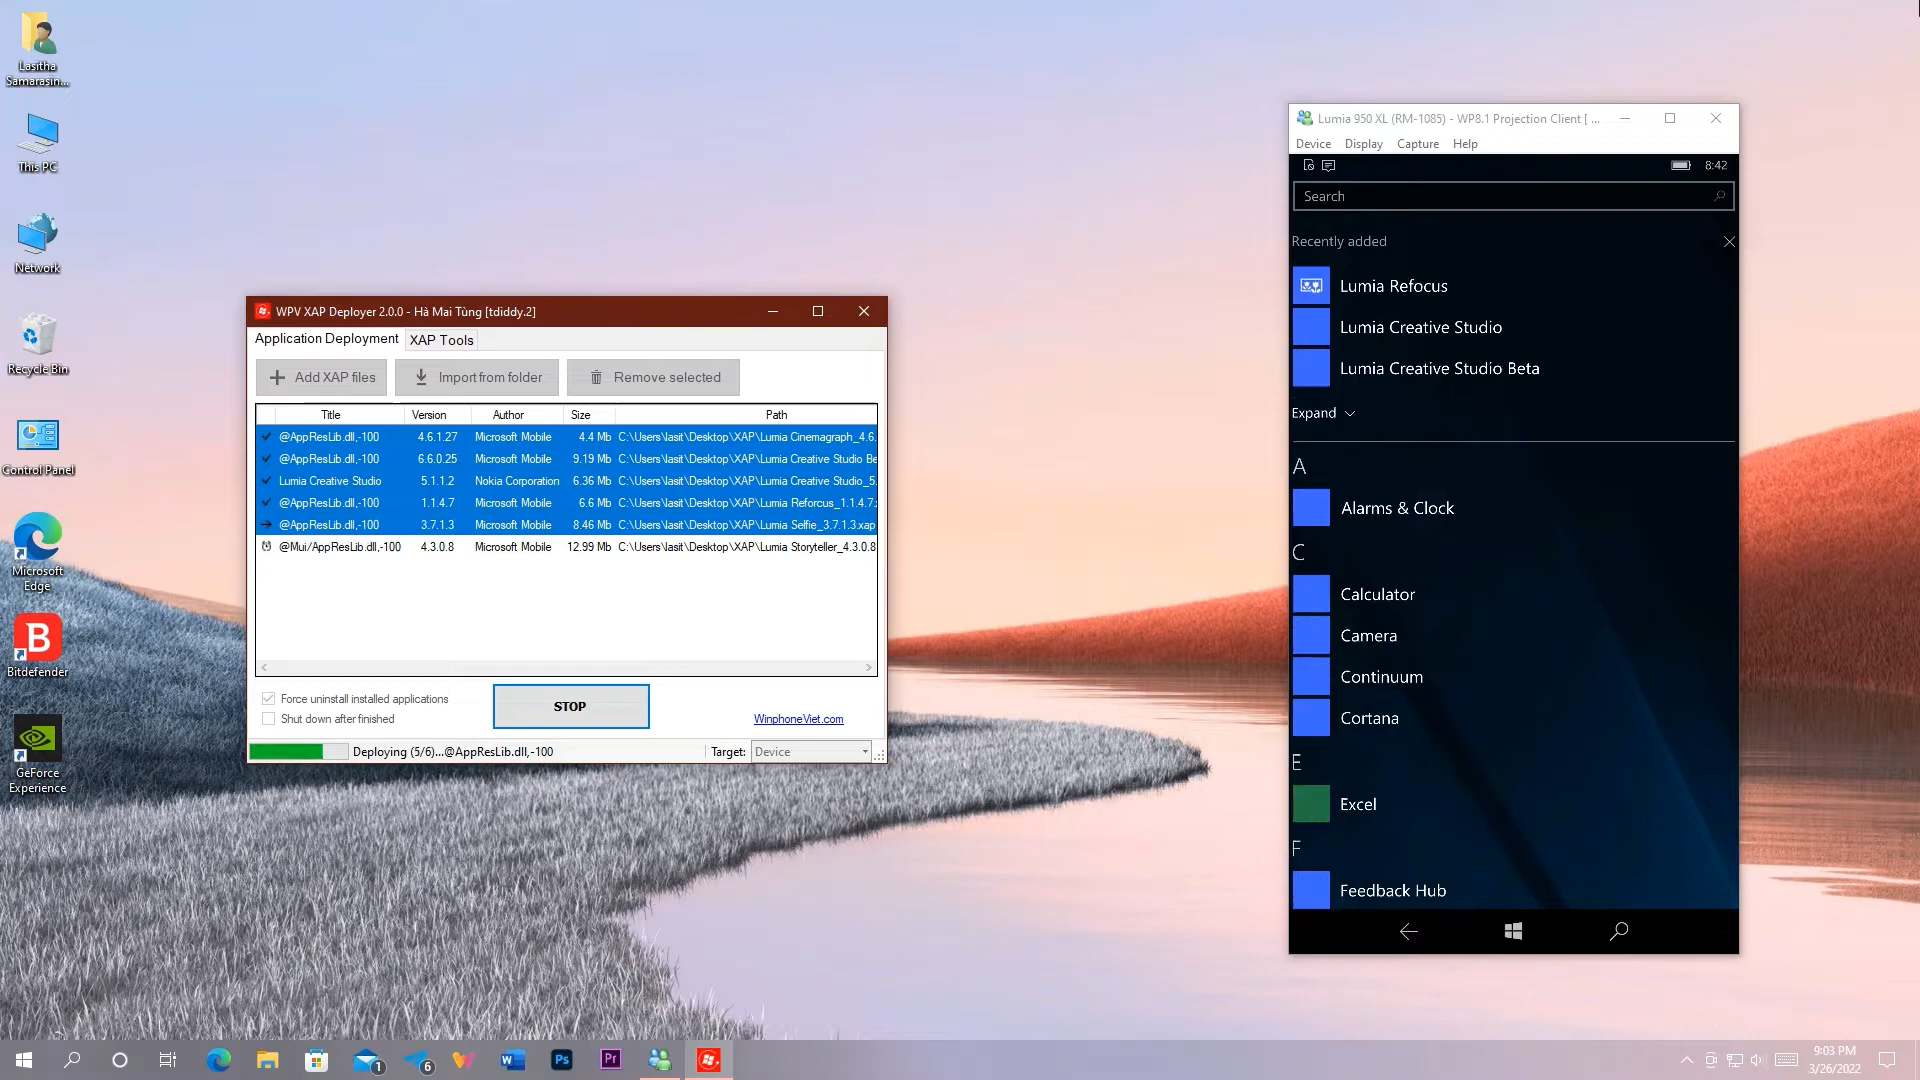 Lasitha
Samarasin...
This PC
Network
Recycle Bin
Control Panel
Microsoft
Edge
Bitdefender
GeForce
Experience
WPV XAP Deployer 2.0.0 - Hà Mai Tùng [tdiddy.2]
Application Deployment XAP Tools
Add XAP files Import from folder Remove selected
Title Version Author Size Path
@AppResLib.dll,-100 4.6.1.27 Microsoft Mobile 4.4 Mb C:\Users\lasit\Desktop\XAP\Lumia Cinemagraph_4.6.
@AppResLib.dll,-100 6.6.0.25 Microsoft Mobile 9.19 Mb C:\Users\lasit\Desktop\XAP\Lumia Creative Studio Be
Lumia Creative Studio 5.1.1.2 Nokia Corporation 6.36 Mb C:\Users\lasit\Desktop\XAP\Lumia Creative Studio_5.
@AppResLib.dll,-100 1.1.4.7 Microsoft Mobile 6.6 Mb C:\Users\lasit\Desktop\XAP\Lumia Reforcus_1.1.4.7.x
@AppResLib.dll,-100 3.7.1.3 Microsoft Mobile 8.46 Mb C:\Users\lasit\Desktop\XAP\Lumia Selfie_3.7.1.3.xap
@Mui/AppResLib.dll,-100 4.3.0.8 Microsoft Mobile 12.99 Mb C:\Users\lasit\Desktop\XAP\Lumia Storyteller_4.3.0.8
Force uninstall installed applications
Shut down after finished
STOP
WinphoneViet.com
Deploying (5/6)...@AppResLib.dll,-100 Target: Device
Lumia 950 XL (RM-1085) - WP8.1 Projection Client [ ...
Device Display Capture Help
8:42
Search
Recently added
Lumia Refocus
Lumia Creative Studio
Lumia Creative Studio Beta
Expand
A
Alarms & Clock
C
Calculator
Camera
Continuum
Cortana
E
Excel
F
Feedback Hub
1
6
W
Ps
Pr
9:03 PM
3/26/2022